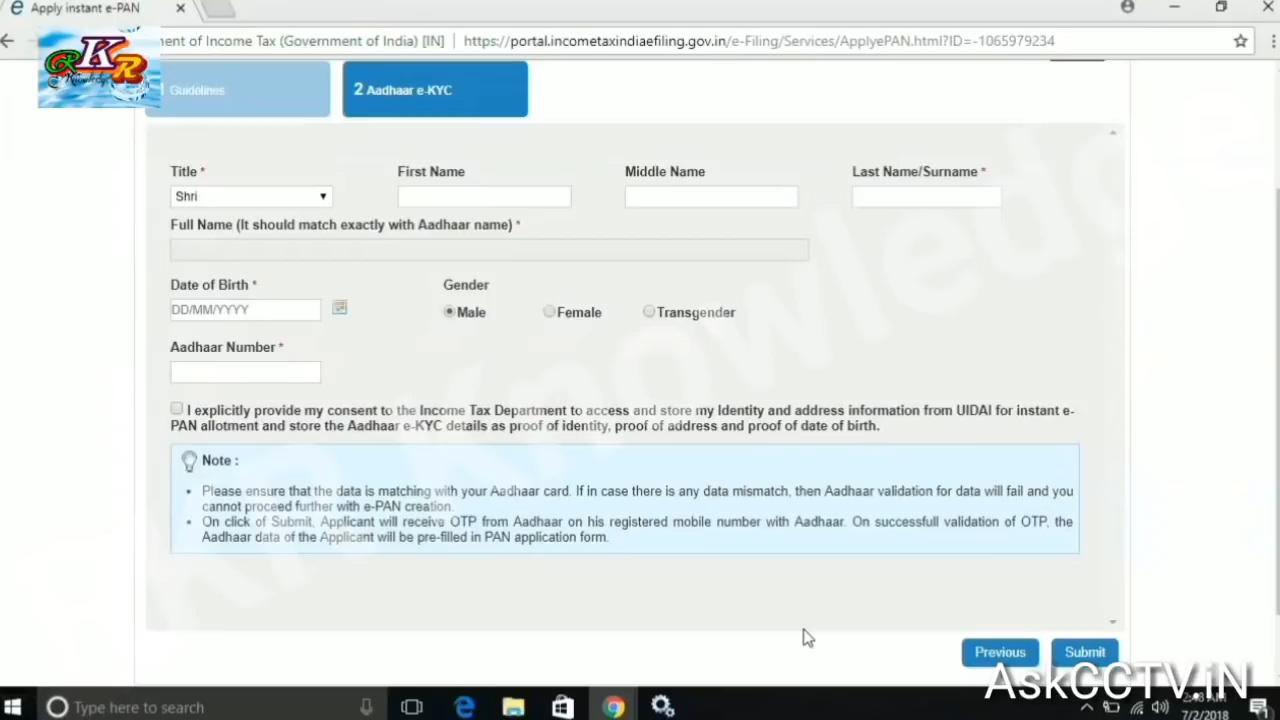 Apply instant e-PAN
ment of Income Tax (Government of India) [IN] | https://portal.incometaxindiaefiling.gov.in/e-Filing/Services/ApplyePAN.html?ID=-1065979234
GKR
Knowledge
Guidelines
2 Aadhaar e-KYC
Title * First Name Middle Name Last Name/Surname *
Shri
Full Name (It should match exactly with Aadhaar name) *
Date of Birth * Gender
DD/MM/YYYY Male Female Transgender
Aadhaar Number *
I explicitly provide my consent to the Income Tax Department to access and store my Identity and address information from UIDAI for instant e-
PAN allotment and store the Aadhaar e-KYC details as proof of identity, proof of address and proof of date of birth.
Note :
• Please ensure that the data is matching with your Aadhaar card. If in case there is any data mismatch, then Aadhaar validation for data will fail and you
cannot proceed further with e-PAN creation.
• On click of Submit, Applicant will receive OTP from Aadhaar on his registered mobile number with Aadhaar. On successfull validation of OTP, the
Aadhaar data of the Applicant will be pre-filled in PAN application form.
Previous Submit
AskCCTV.iN
Type here to search
7/2/2018